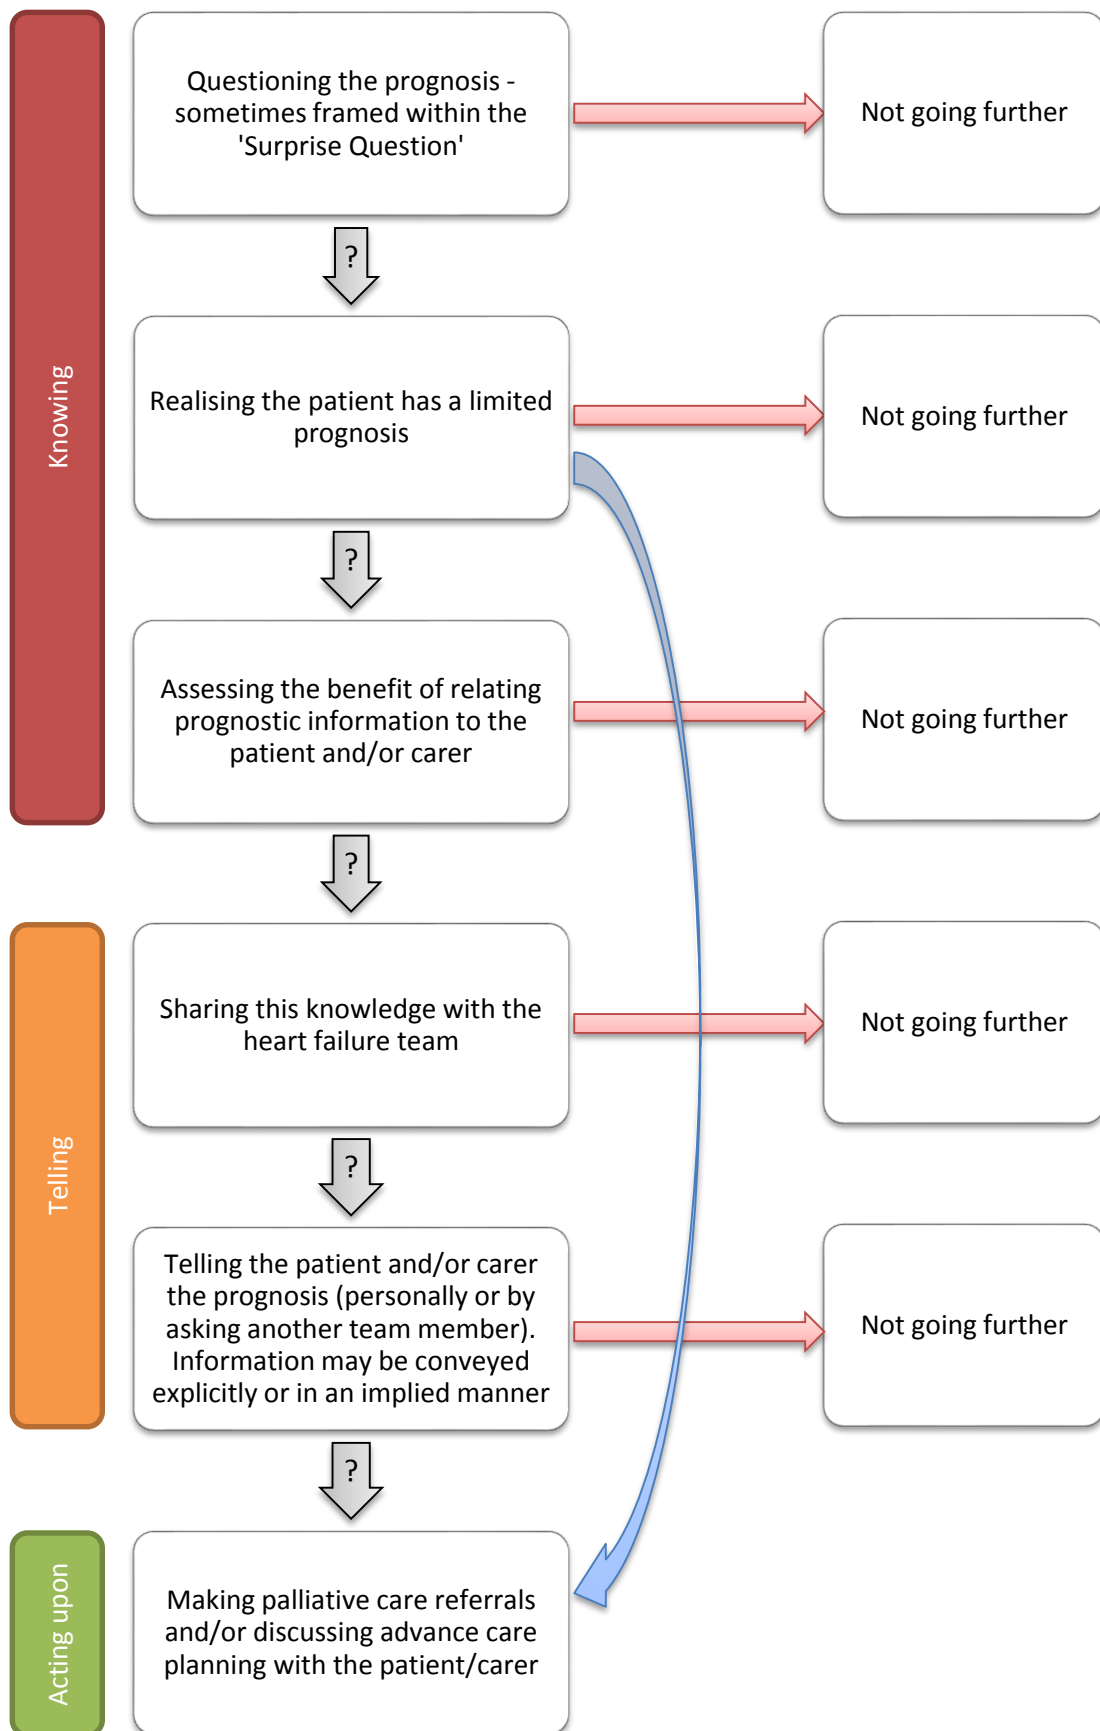 Knowing
Questioning the prognosis -
sometimes framed within the
'Surprise Question'
Not going further
?
Realising the patient has a limited
prognosis
Not going further
?
Assessing the benefit of relating
prognostic information to the
patient and/or carer
Not going further
?
Telling
Sharing this knowledge with the
heart failure team
Not going further
?
Telling the patient and/or carer
the prognosis (personally or by
asking another team member).
Information may be conveyed
explicitly or in an implied manner
Not going further
?
Acting upon
Making palliative care referrals
and/or discussing advance care
planning with the patient/carer